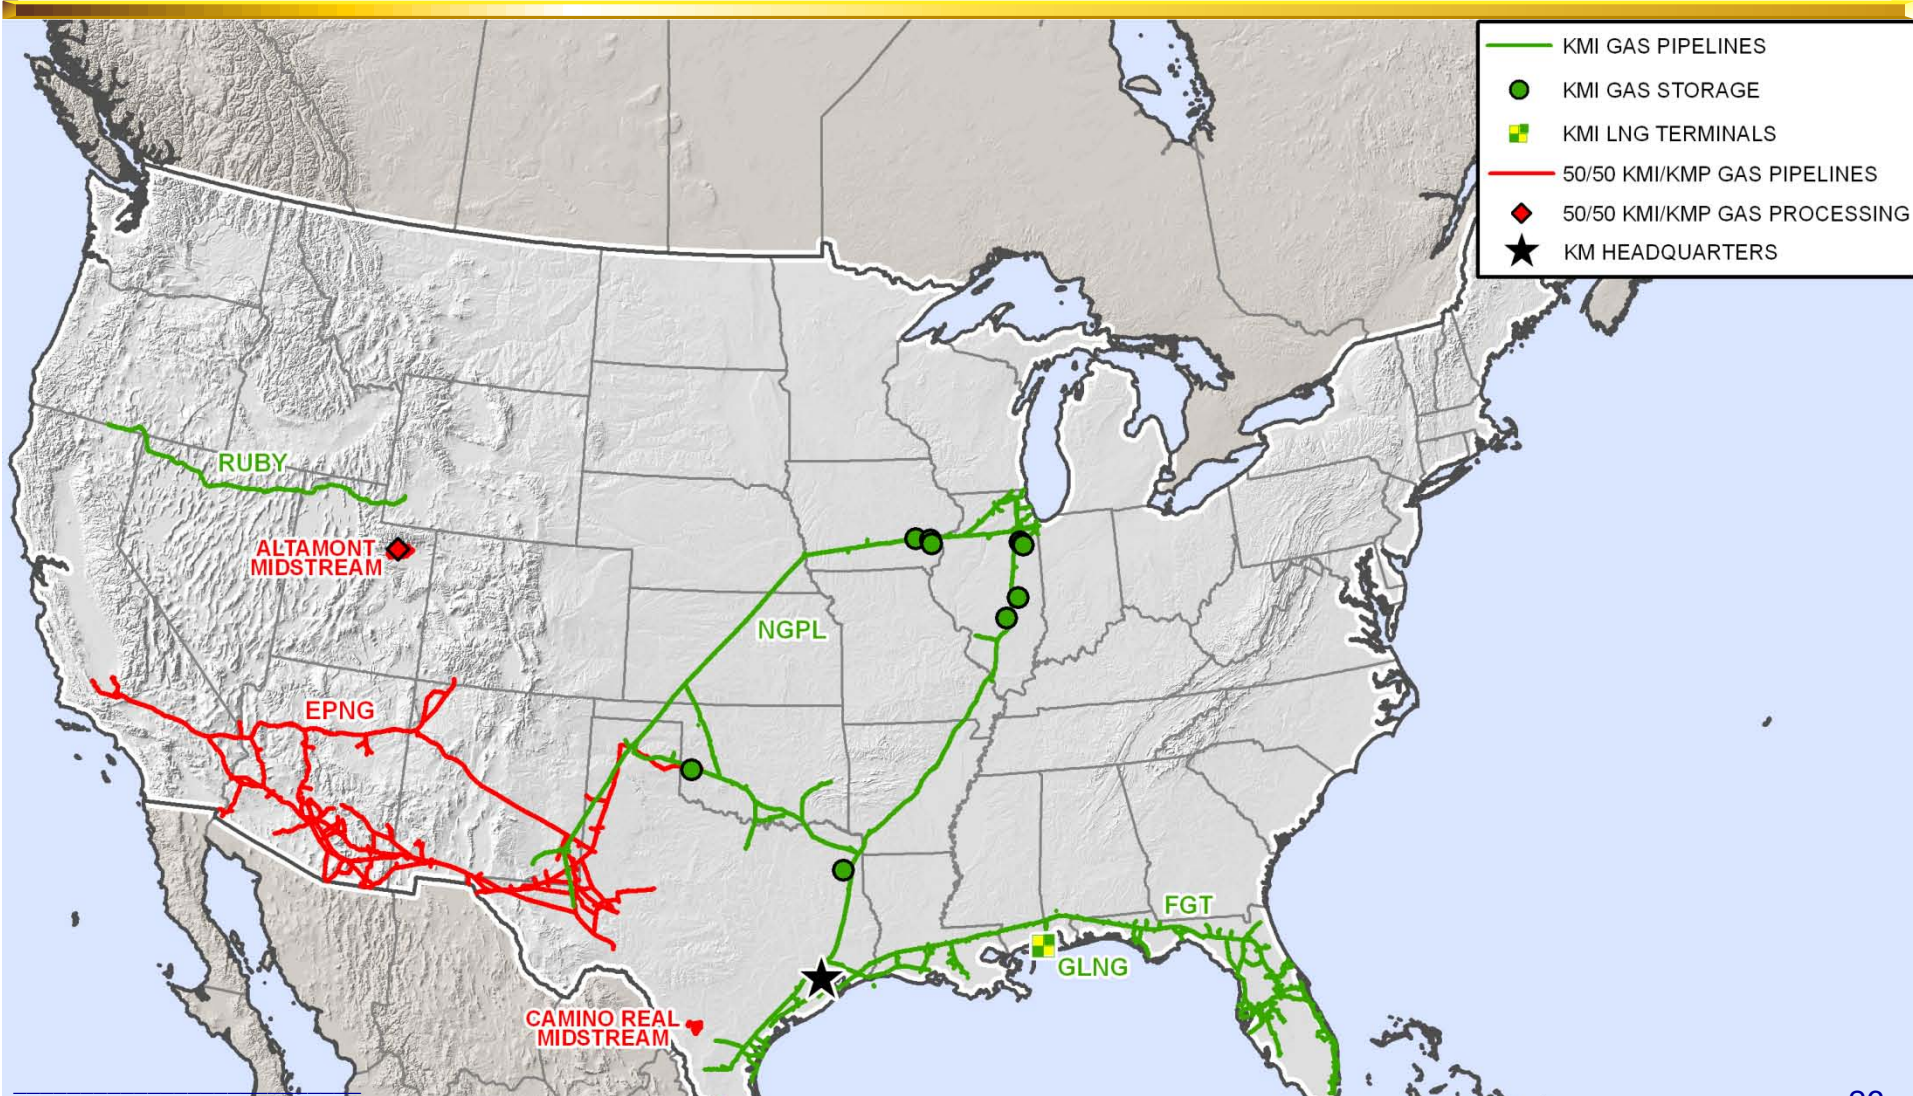 KMI GAS PIPELINES
KMI GAS STORAGE
KMI LNG TERMINALS
50/50 KMI/KMP GAS PIPELINES
50/50 KMI/KMP GAS PROCESSING
KM HEADQUARTERS
RUBY
ALTAMONT
MIDSTREAM
NGPL
EPNG
FGT
GLNG
CAMINO REAL
MIDSTREAM